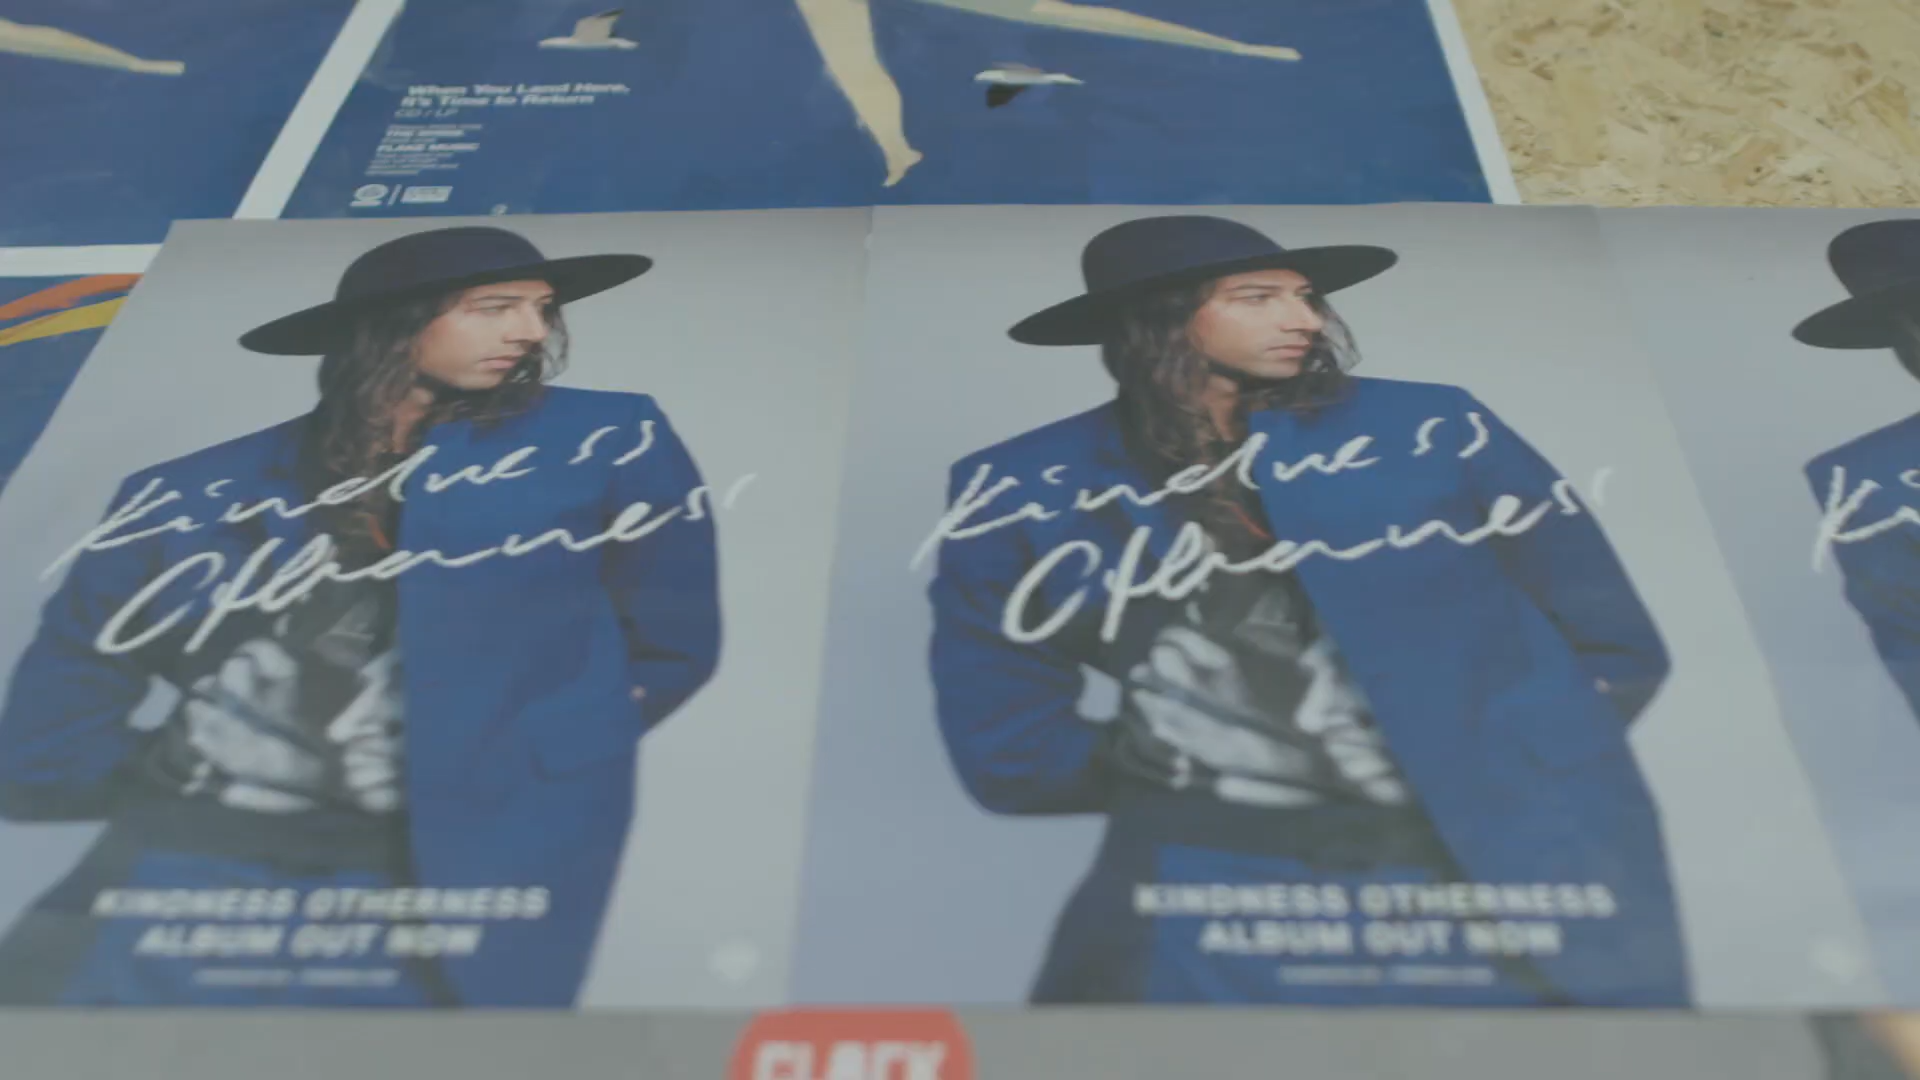 When You Land Here,
It's Time to Return
CD / LP
FLAKE MUSIC
Kindness
Otherness
Kindness
Otherness
Ki
KINDNESS OTHERNESS
ALBUM OUT NOW
KINDNESS OTHERNESS
ALBUM OUT NOW